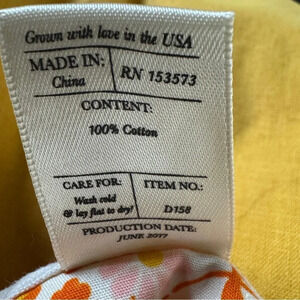 Grown with love in the USA
MADE IN: China
RN 153573
CONTENT:
100% Cotton
CARE FOR:
Wash cold
& lay flat to dry!
ITEM NO.:
D158
PRODUCTION DATE:
JUNE 2017